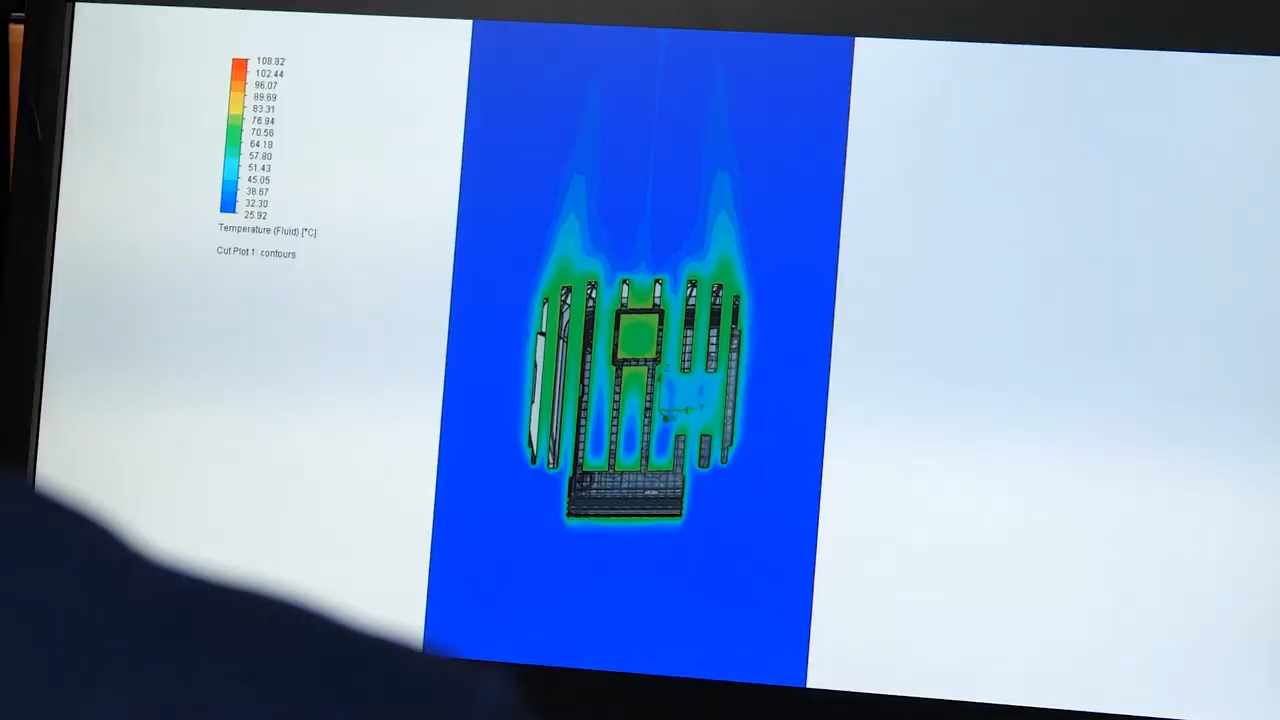 108.82
102.44
96.07
89.69
83.31
76.94
70.56
64.18
57.80
51.43
45.05
38.67
32.30
25.92
Temperature (Fluid) [°C]
Cut Plot 1: contours
Z
Y
X